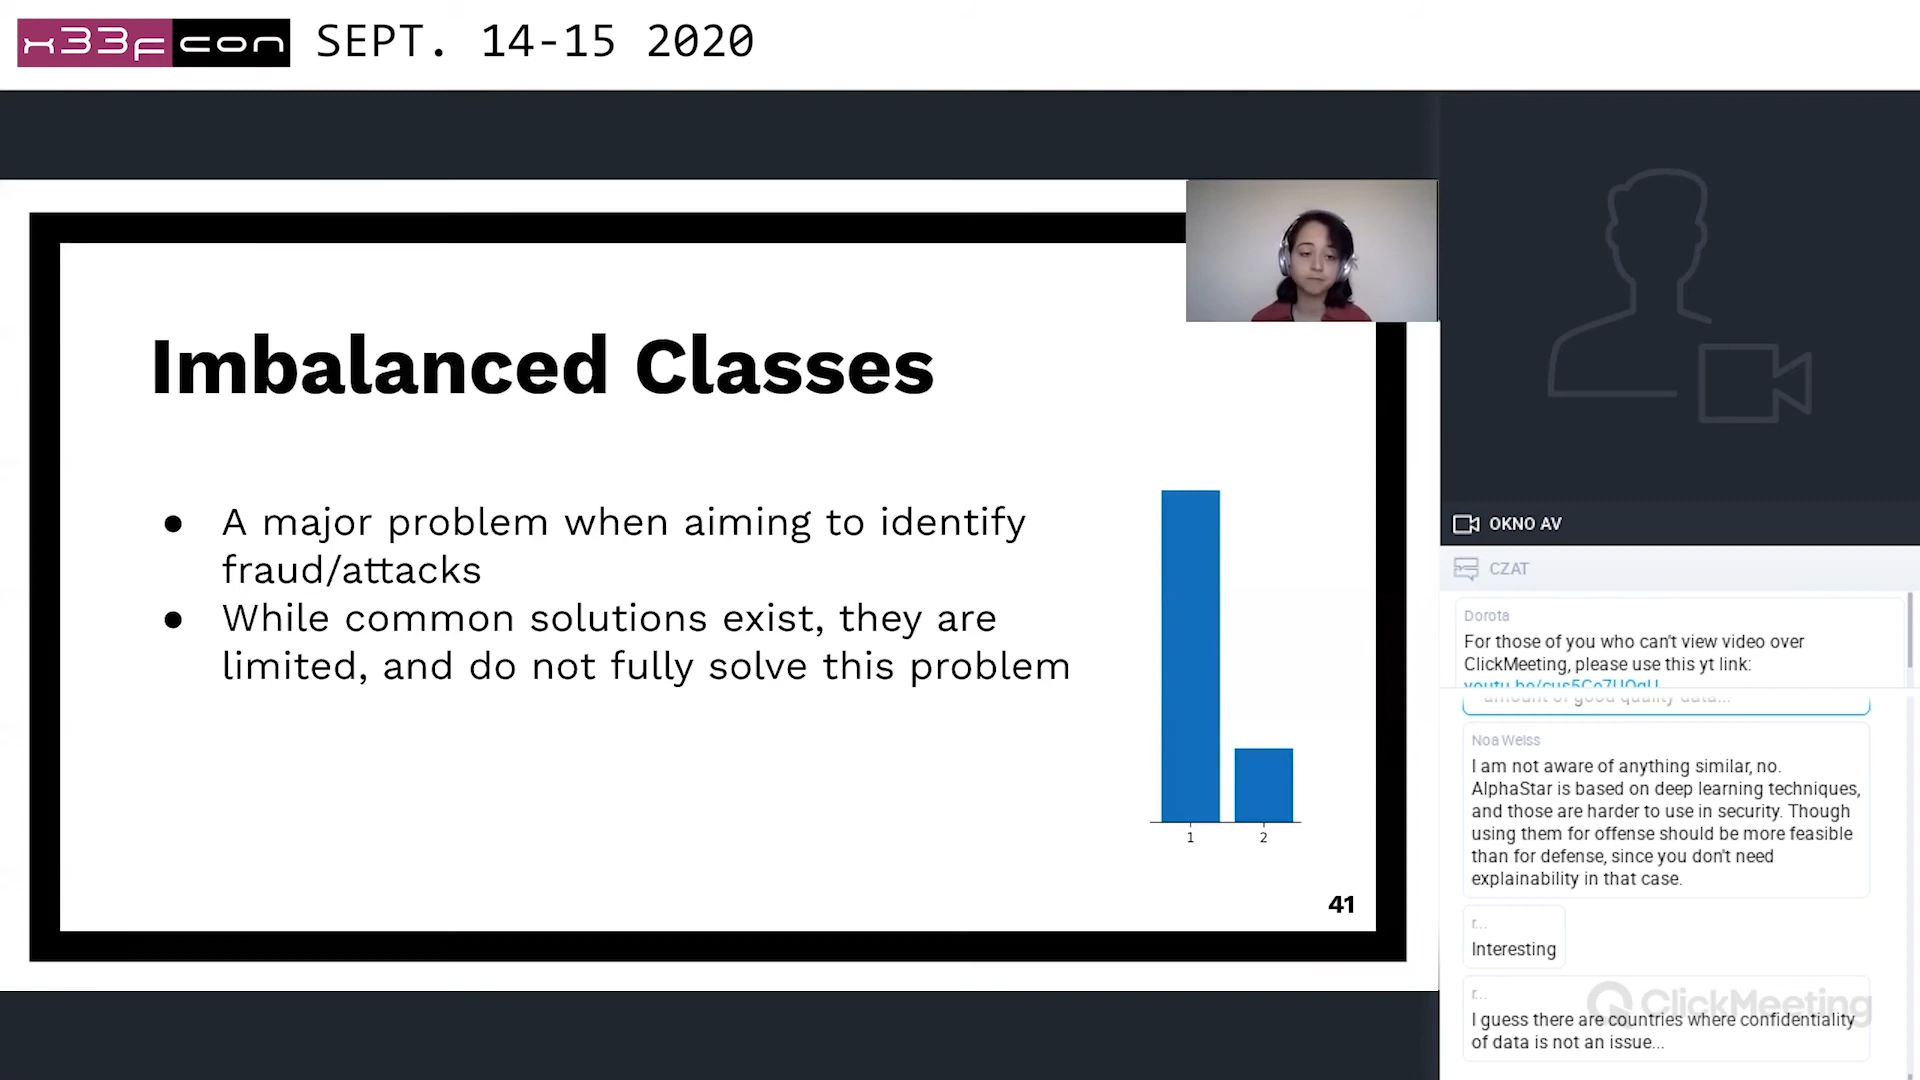 x33fcon SEPT. 14-15 2020
Imbalanced Classes
● A major problem when aiming to identify
fraud/attacks
● While common solutions exist, they are
limited, and do not fully solve this problem
1 2
41
OKNO AV
CZAT
Dorota
For those of you who can't view video over
ClickMeeting, please use this yt link:
amount of good quality data...
Noa Weiss
I am not aware of anything similar, no.
AlphaStar is based on deep learning techniques,
and those are harder to use in security. Though
using them for offense should be more feasible
than for defense, since you don't need
explainability in that case.
r...
Interesting
r...
I guess there are countries where confidentiality
of data is not an issue...
ClickMeeting